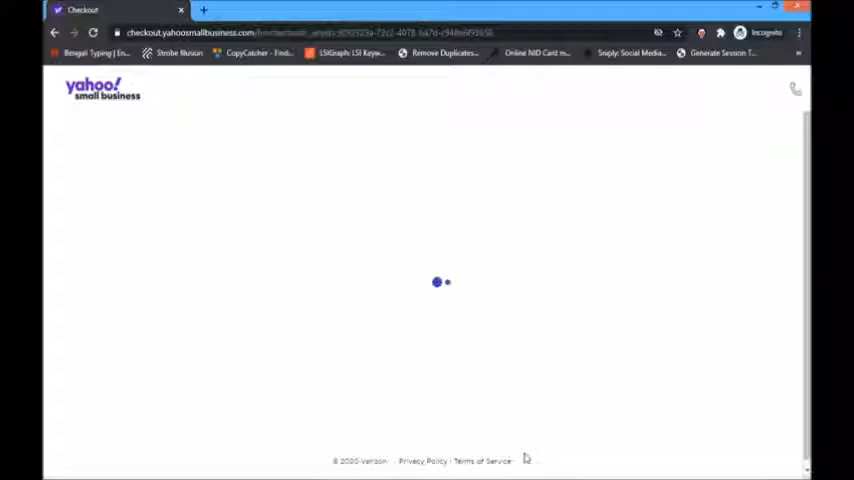 Checkout
checkout.yahoosmallbusiness.com
Incognito
Bengali Typing | En...
Strobe Illusion
CopyCatcher - Find...
LSIGraph: LSI Keyw...
Remove Duplicates...
Online NID Card m...
Sniply: Social Media...
Generate Session T...
yahoo!
small business
© 2020 Verizon
Privacy Policy | Terms of Service